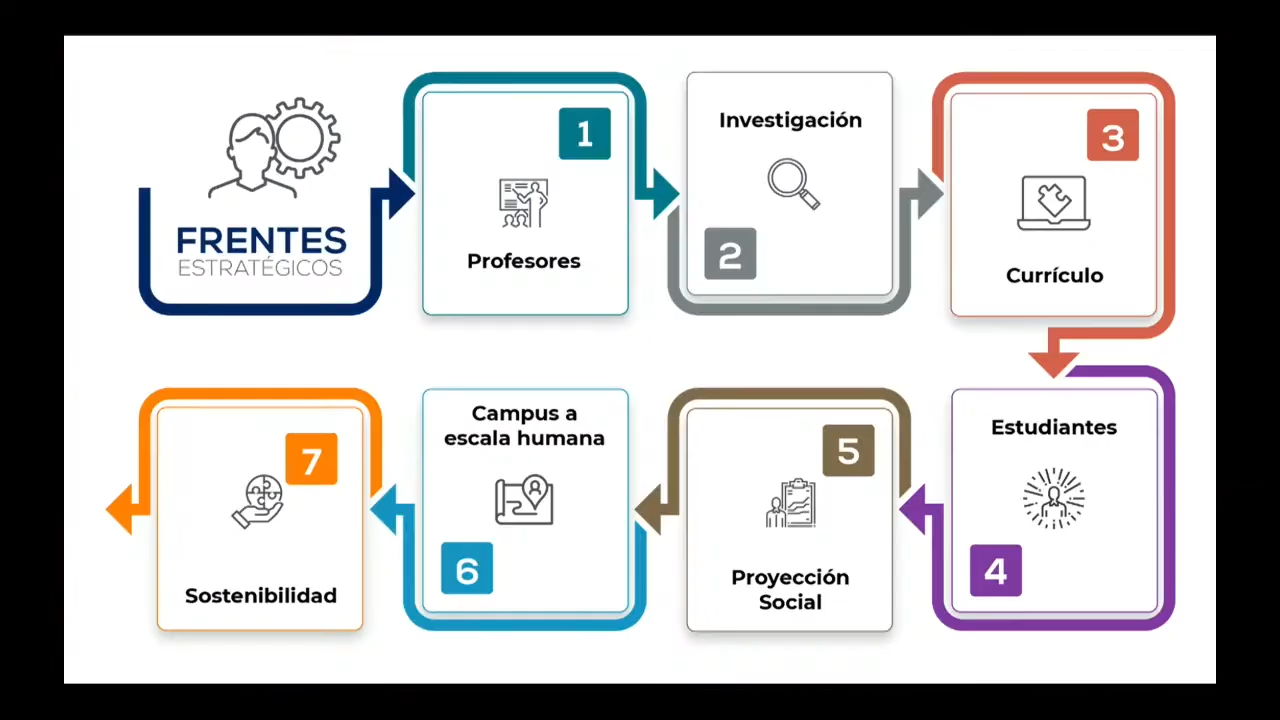 FRENTES
ESTRATÉGICOS
1
Profesores
Investigación
2
3
Currículo
Estudiantes
4
5
Proyección
Social
Campus a
escala humana
6
7
Sostenibilidad